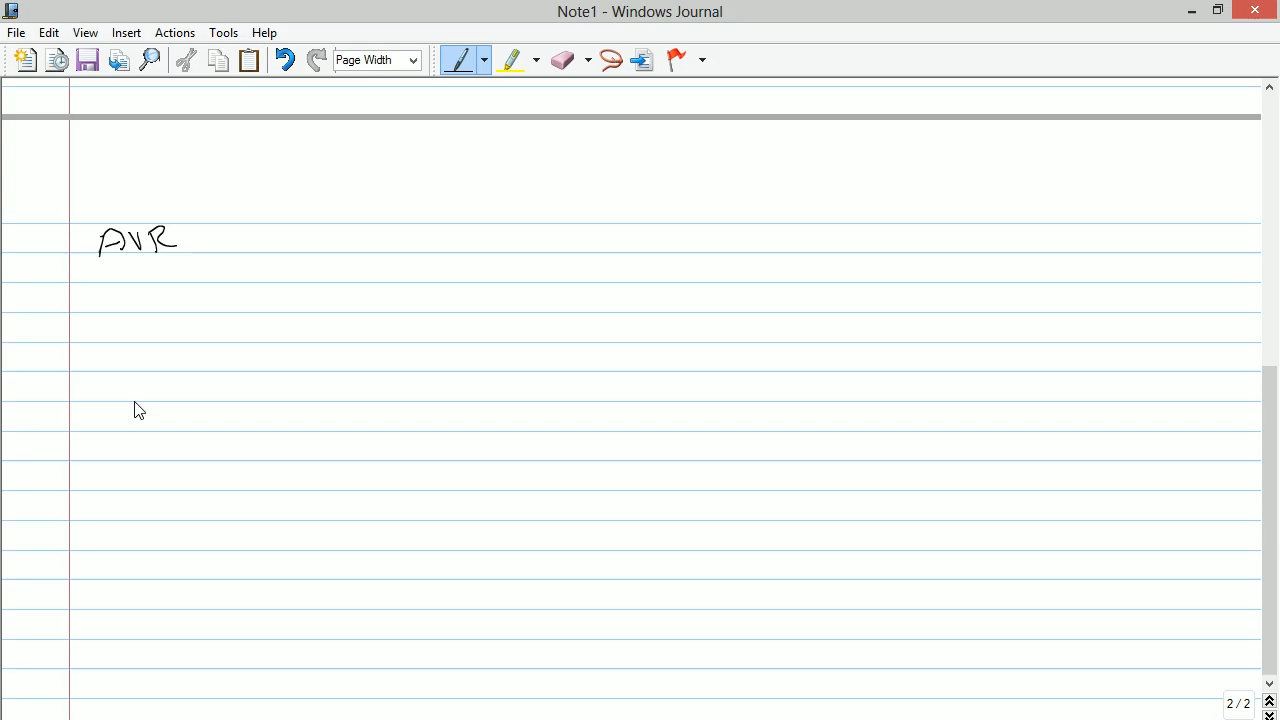 Note1 - Windows Journal
File Edit View Insert Actions Tools Help
Page Width
AVR
2 / 2